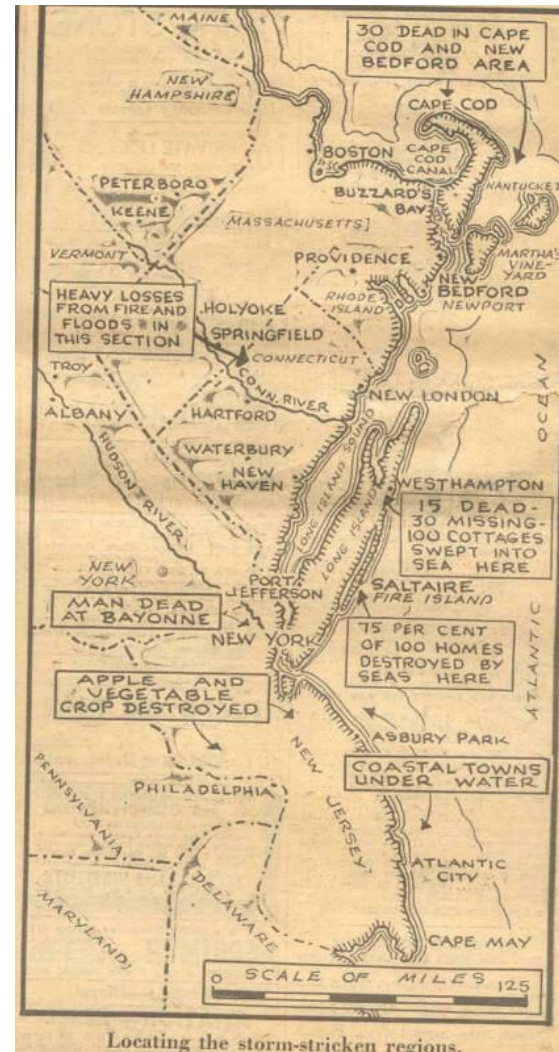 MAINE
30 DEAD IN CAPE
COD AND NEW
BEDFORD AREA
NEW
HAMPSHIRE
CAPE COD
BOSTON
CAPE
COD
CANAL
PETERBORO
KEENE
BUZZARD'S
BAY
NANTUCKET
MASSACHUSETTS
VERMONT
PROVIDENCE
MARTHA'S
VINE-
YARD
NEW
BEDFORD
HEAVY LOSSES
FROM FIRE AND
FLOODS IN
THIS SECTION
HOLYOKE
SPRINGFIELD
RHODE
ISLAND
NEWPORT
CONNECTICUT
TROY
CONN. RIVER
NEW LONDON
ALBANY
HARTFORD
HUDSON RIVER
WATERBURY
NEW
HAVEN
LONG ISLAND SOUND
LONG ISLAND
WESTHAMPTON
15 DEAD-
30 MISSING-
100 COTTAGES
SWEPT INTO
SEA HERE
ATLANTIC OCEAN
NEW
YORK
PORT
JEFFERSON
SALTAIRE
FIRE ISLAND
MAN DEAD
AT BAYONNE
NEW YORK
75 PER CENT
OF 100 HOMES
DESTROYED BY
SEAS HERE
APPLE AND
VEGETABLE
CROP DESTROYED
ASBURY PARK
NEW JERSEY
COASTAL TOWNS
UNDER WATER
PENNSYLVANIA
PHILADELPHIA
ATLANTIC
CITY
DELAWARE
MARYLAND
CAPE MAY
0 SCALE OF MILES 125
Locating the storm-stricken regions.